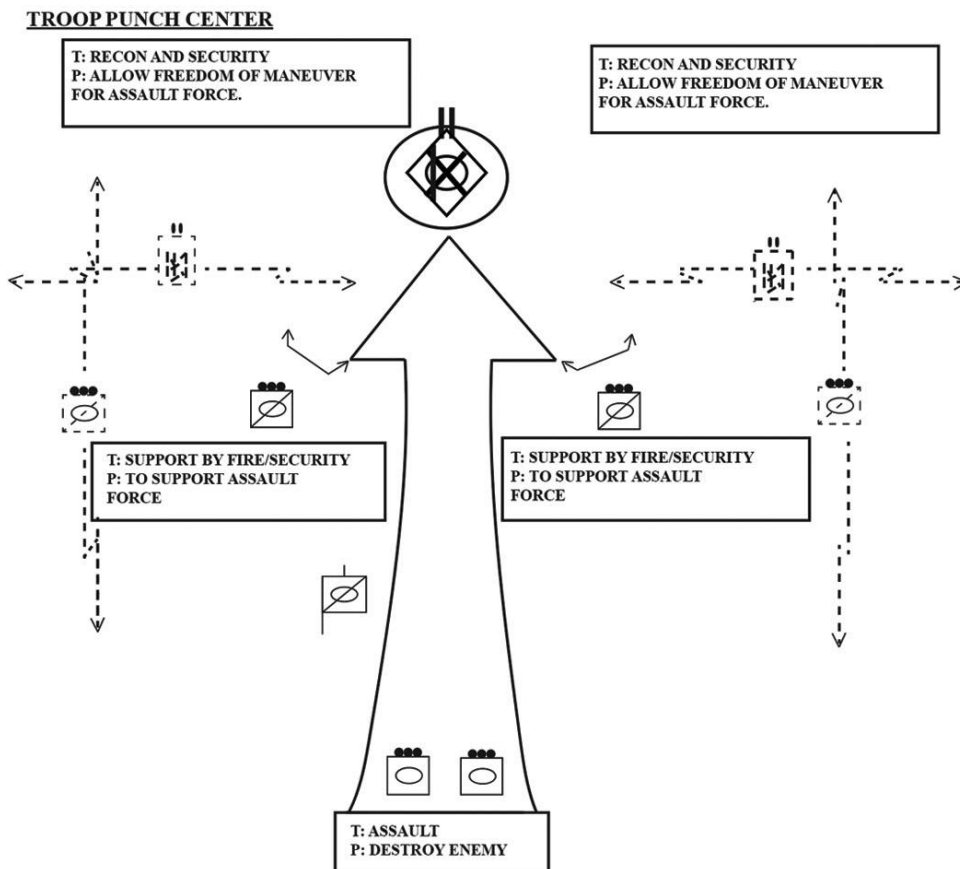 TROOP PUNCH CENTER
T: RECON AND SECURITY
P: ALLOW FREEDOM OF MANEUVER
FOR ASSAULT FORCE.
T: RECON AND SECURITY
P: ALLOW FREEDOM OF MANEUVER
FOR ASSAULT FORCE.
T: SUPPORT BY FIRE/SECURITY
P: TO SUPPORT ASSAULT
FORCE
T: SUPPORT BY FIRE/SECURITY
P: TO SUPPORT ASSAULT
FORCE
T: ASSAULT
P: DESTROY ENEMY